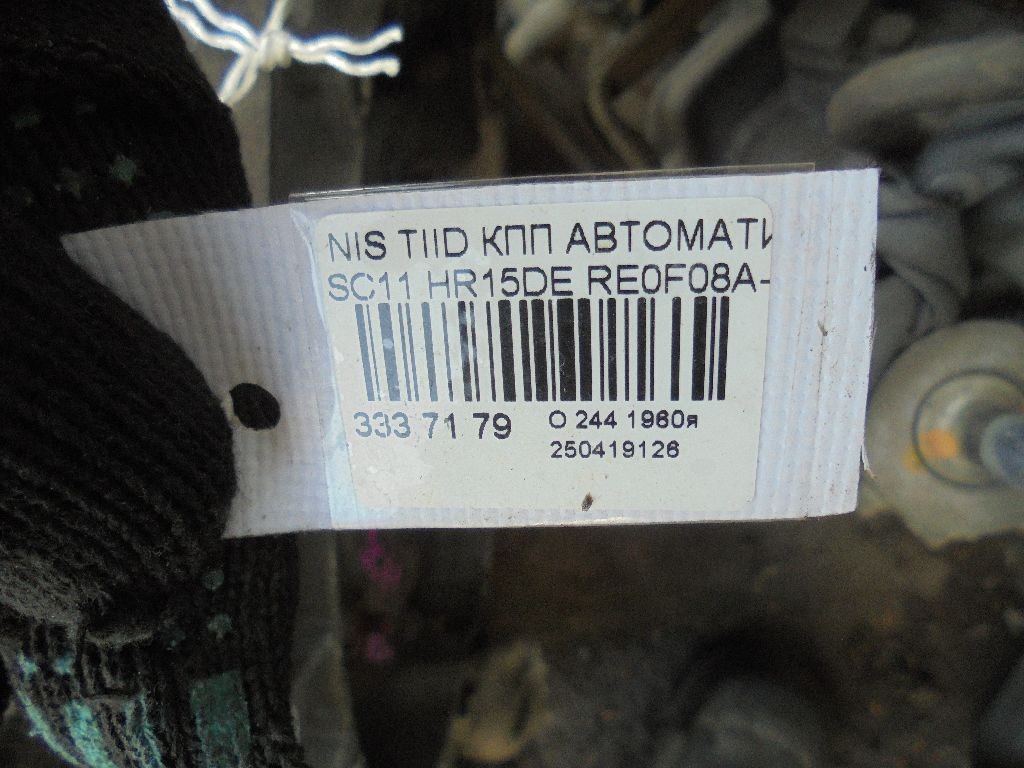 NIS TIID КПП АВТОМАТИ
SC11 HR15DE RE0F08A-
333 71 79 О 244 1960я
250419126